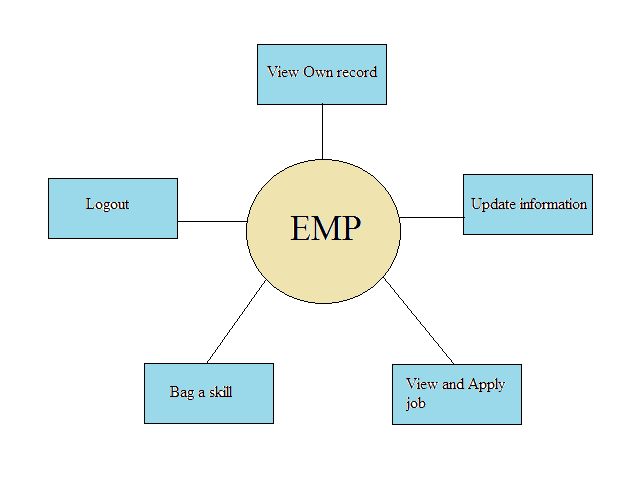 View Own record
Logout
EMP
Update information
Bag a skill
View and Apply
job